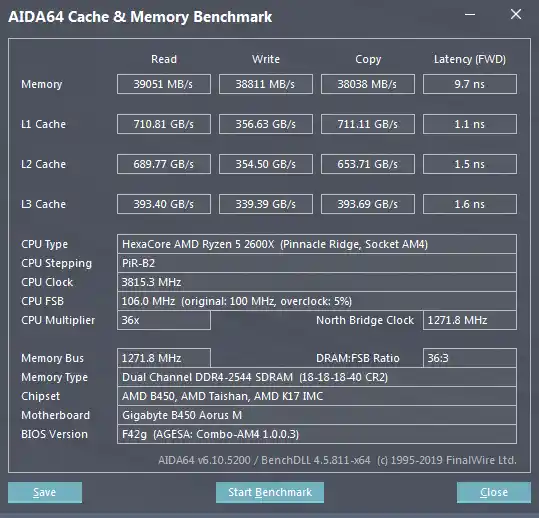 AIDA64 Cache & Memory Benchmark
Read Write Copy Latency (FWD)
Memory 39051 MB/s 38811 MB/s 38038 MB/s 9.7 ns
L1 Cache 710.81 GB/s 356.63 GB/s 711.11 GB/s 1.1 ns
L2 Cache 689.77 GB/s 354.50 GB/s 653.71 GB/s 1.5 ns
L3 Cache 393.40 GB/s 339.39 GB/s 393.69 GB/s 1.6 ns
CPU Type HexaCore AMD Ryzen 5 2600X (Pinnacle Ridge, Socket AM4)
CPU Stepping PiR-B2
CPU Clock 3815.3 MHz
CPU FSB 106.0 MHz (original: 100 MHz, overclock: 5%)
CPU Multiplier 36x North Bridge Clock 1271.8 MHz
Memory Bus 1271.8 MHz DRAM:FSB Ratio 36:3
Memory Type Dual Channel DDR4-2544 SDRAM (18-18-18-40 CR2)
Chipset AMD B450, AMD Taishan, AMD K17 IMC
Motherboard Gigabyte B450 Aorus M
BIOS Version F42g (AGESA: Combo-AM4 1.0.0.3)
AIDA64 v6.10.5200 / BenchDLL 4.5.811-x64 (c) 1995-2019 FinalWire Ltd.
Save Start Benchmark Close